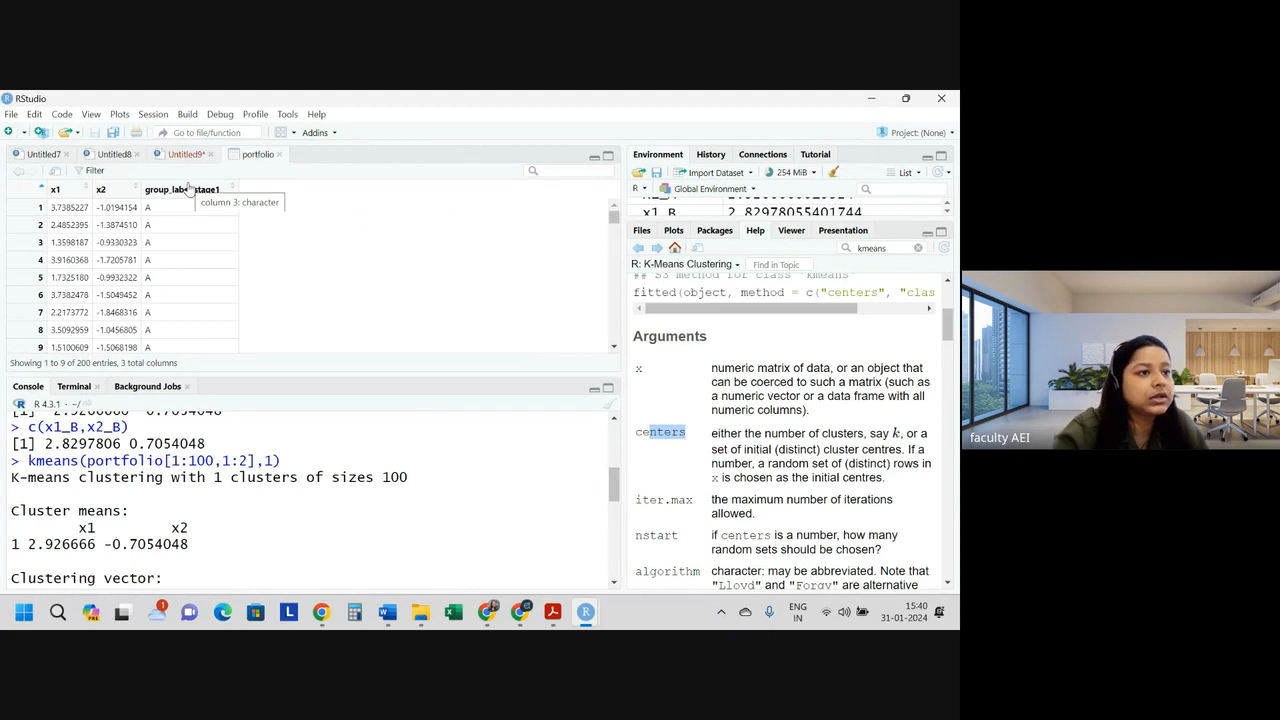 RStudio
File Edit Code View Plots Session Build Debug Profile Tools Help
Go to file/function Addins Project: (None)
Untitled7 Untitled8 Untitled9* portfolio
Filter
x1 x2 group_lab stage1
column 3: character
1 3.7385227 -1.0194154 A
2 2.4852395 -1.3874510 A
3 1.3598187 -0.9330323 A
4 3.9160368 -1.7205781 A
5 1.7325180 -0.9932322 A
6 3.7382478 -1.5049452 A
7 2.2173772 -1.8468316 A
8 3.5092959 -1.0456805 A
9 1.5100609 -1.5068198 A
Showing 1 to 9 of 200 entries, 3 total columns
Console Terminal Background Jobs
R 4.3.1 · ~/
[1] 2.9266666 -0.7054048
> c(x1_B,x2_B)
[1] 2.8297806 0.7054048
> kmeans(portfolio[1:100,1:2],1)
K-means clustering with 1 clusters of sizes 100
Cluster means:
x1 x2
1 2.926666 -0.7054048
Clustering vector:
Environment History Connections Tutorial
Import Dataset 254 MiB List
R Global Environment
x1_B 2.82978055401744
Files Plots Packages Help Viewer Presentation
kmeans
R: K-Means Clustering Find in Topic
## S3 method for class 'kmeans'
fitted(object, method = c("centers", "clas
Arguments
x numeric matrix of data, or an object that
can be coerced to such a matrix (such as
a numeric vector or a data frame with all
numeric columns).
centers either the number of clusters, say k, or a
set of initial (distinct) cluster centres. If a
number, a random set of (distinct) rows in
x is chosen as the initial centres.
iter.max the maximum number of iterations
allowed.
nstart if centers is a number, how many
random sets should be chosen?
algorithm character: may be abbreviated. Note that
"Lloyd" and "Forgy" are alternative
ENG
IN
15:40
31-01-2024
faculty AEI